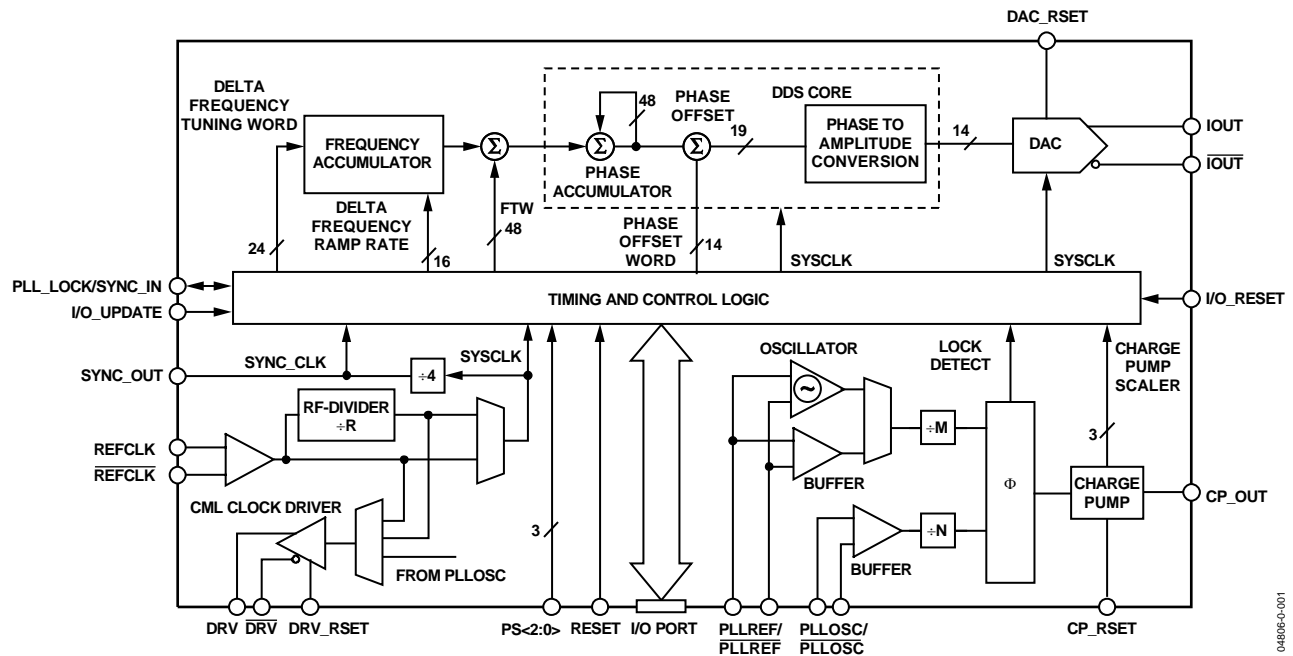 DAC_RSET
DELTA
FREQUENCY
TUNING WORD
FREQUENCY
ACCUMULATOR
Σ
48
PHASE
OFFSET
DDS CORE
Σ
PHASE
ACCUMULATOR
Σ
19
PHASE TO
AMPLITUDE
CONVERSION
14
DAC
IOUT
IOUT
DELTA
FREQUENCY
RAMP RATE
24
16
FTW
48
PHASE
OFFSET
WORD
14
SYSCLK
SYSCLK
PLL_LOCK/SYNC_IN
I/O_UPDATE
TIMING AND CONTROL LOGIC
I/O_RESET
SYNC_OUT
SYNC_CLK
÷4
SYSCLK
OSCILLATOR
~
LOCK
DETECT
CHARGE
PUMP
SCALER
3
RF-DIVIDER
÷R
REFCLK
REFCLK
÷M
BUFFER
Φ
CHARGE
PUMP
CP_OUT
CML CLOCK DRIVER
FROM PLLOSC
3
÷N
BUFFER
DRV
DRV
DRV_RSET
PS<2:0>
RESET
I/O PORT
PLLREF/
PLLREF
PLLOSC/
PLLOSC
CP_RSET
04806-0-001